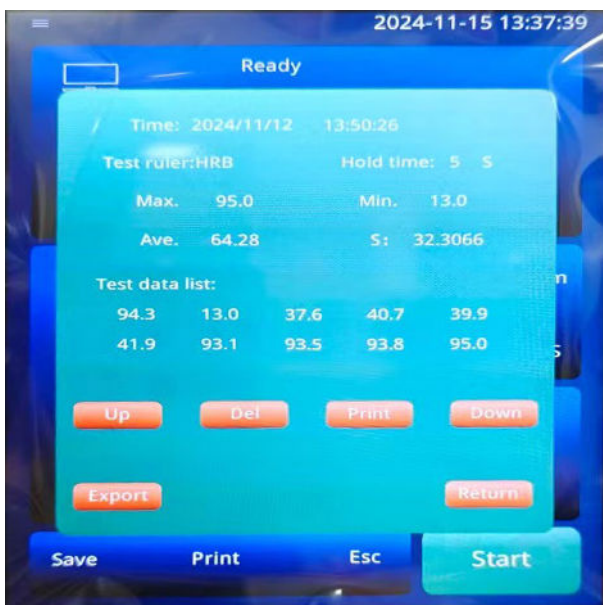 2024-11-15 13:37:39
Ready
Time: 2024/11/12 13:50:26
Test ruler:HRB Hold time: 5 S
Max. 95.0 Min. 13.0
Ave. 64.28 S: 32.3066
Test data list:
94.3 13.0 37.6 40.7 39.9
41.9 93.1 93.5 93.8 95.0
Up Del Print Down
Export Return
Save Print Esc Start